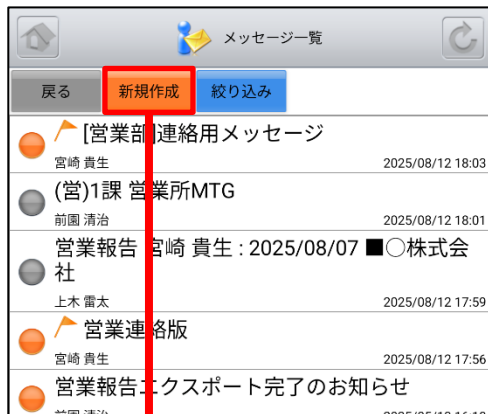 メッセージ一覧
戻る 新規作成 絞り込み
[営業部]連絡用メッセージ
宮崎 貴生 2025/08/12 18:03
(営)1課 営業所MTG
前園 清治 2025/08/12 18:01
営業報告 宮崎 貴生 : 2025/08/07 ■○株式会
社
上木 雷太 2025/08/12 17:59
営業連絡版
宮崎 貴生 2025/08/12 17:56
営業報告エクスポート完了のお知らせ
前園 清治